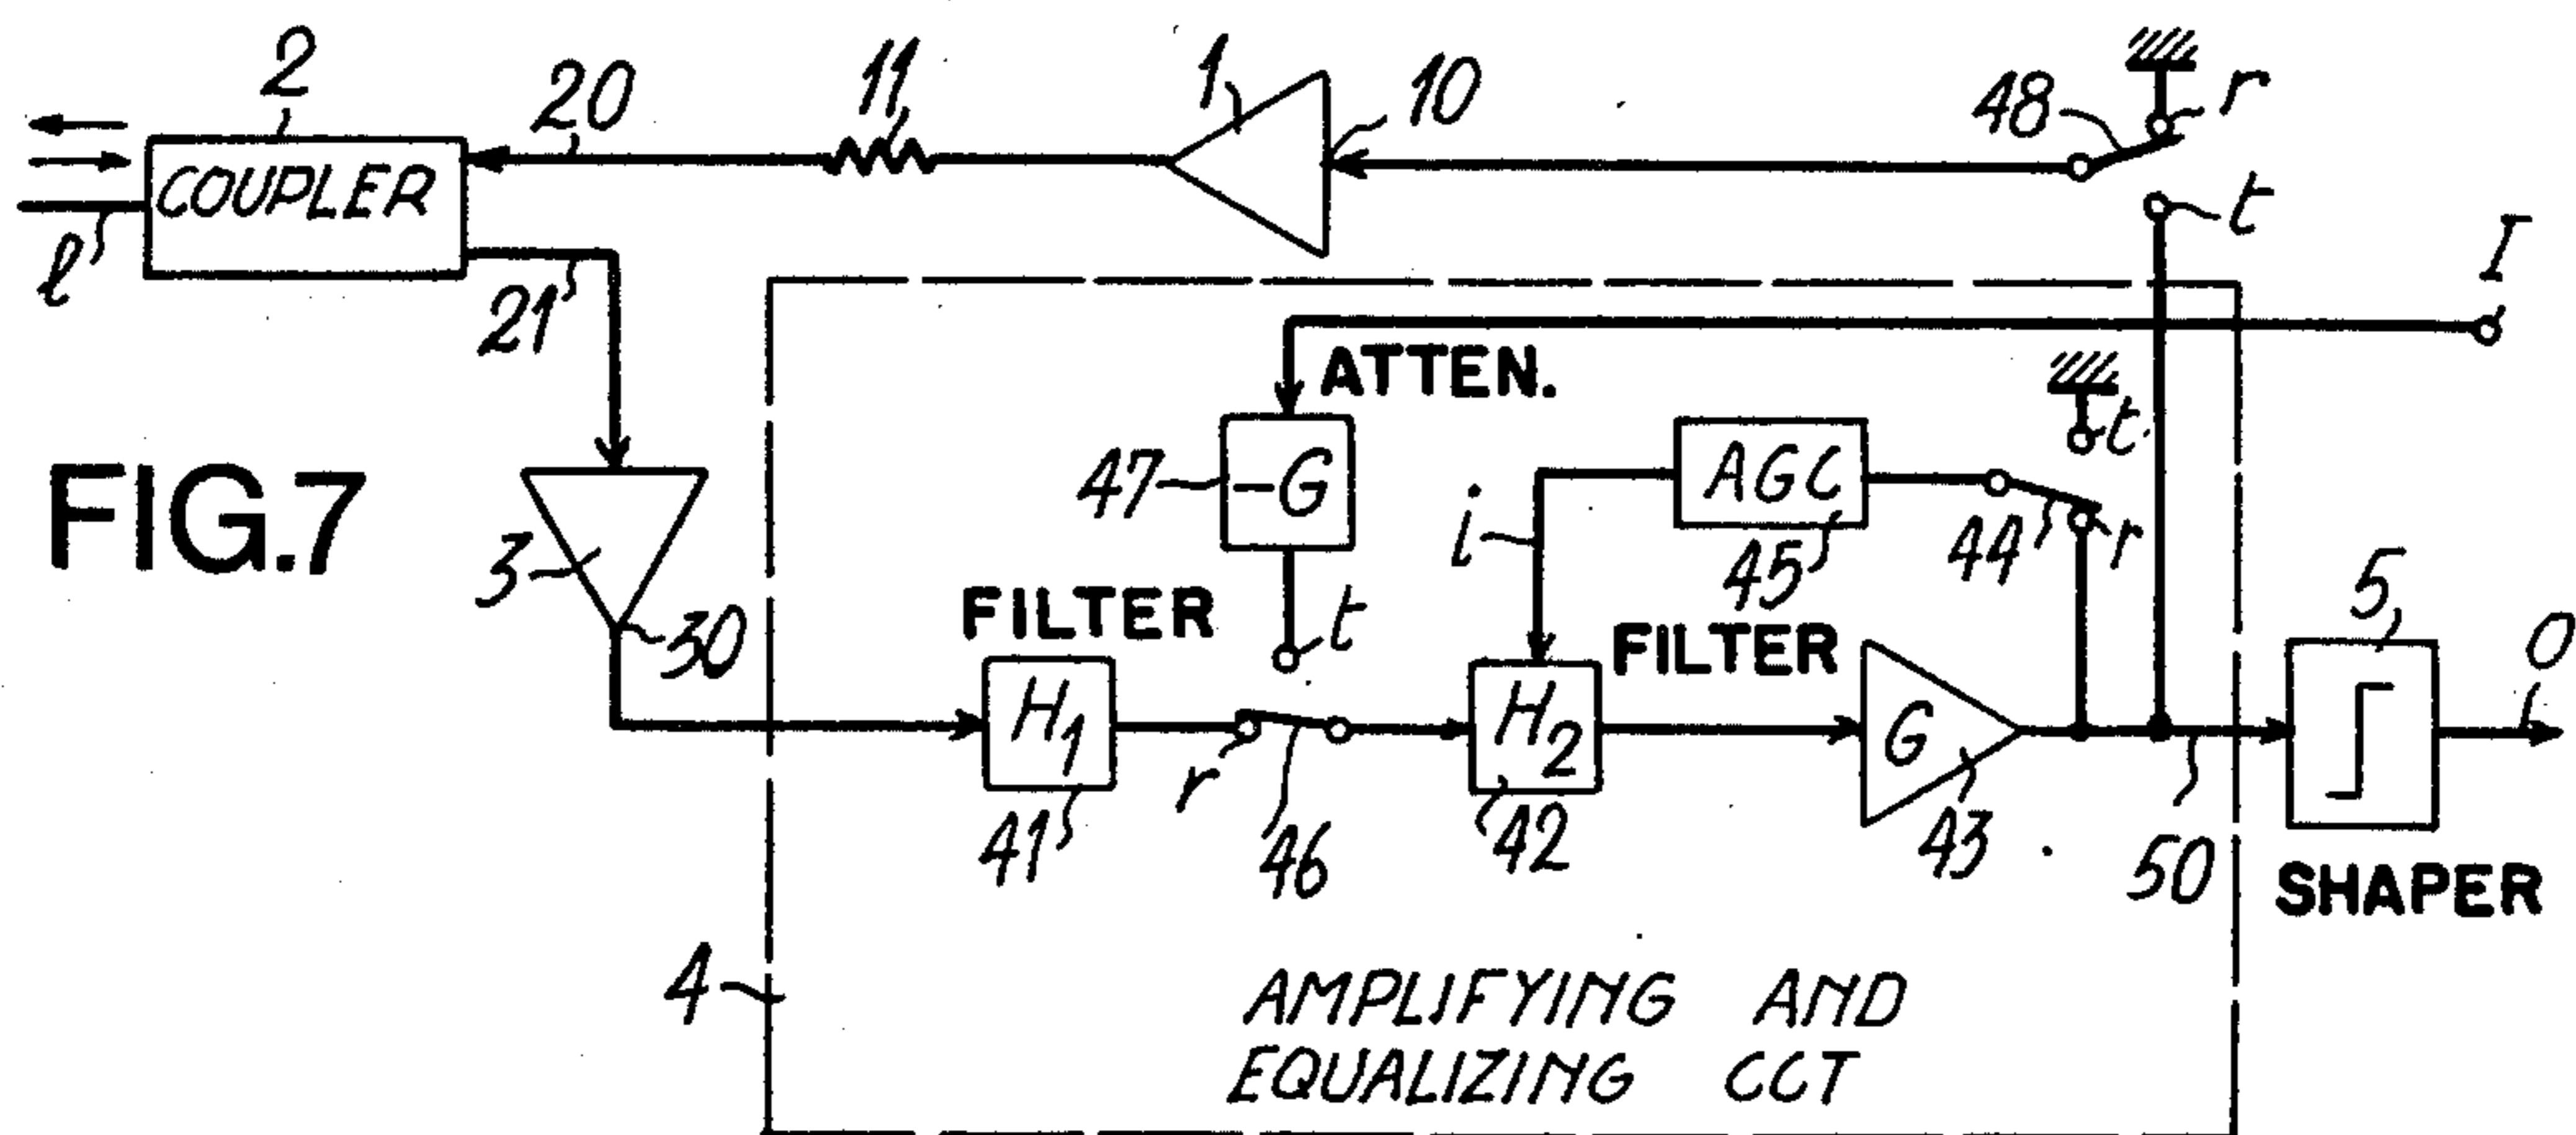 2
20
11
1
10
48
r
COUPLER
t
I
l
21
ATTEN.
t
FIG.7
47
-G
i
AGC
44
r
3
45
5
FILTER
t
FILTER
O
30
H1
H2
G
r
41
46
42
43
50
SHAPER
4
AMPLIFYING AND
EQUALIZING CCT